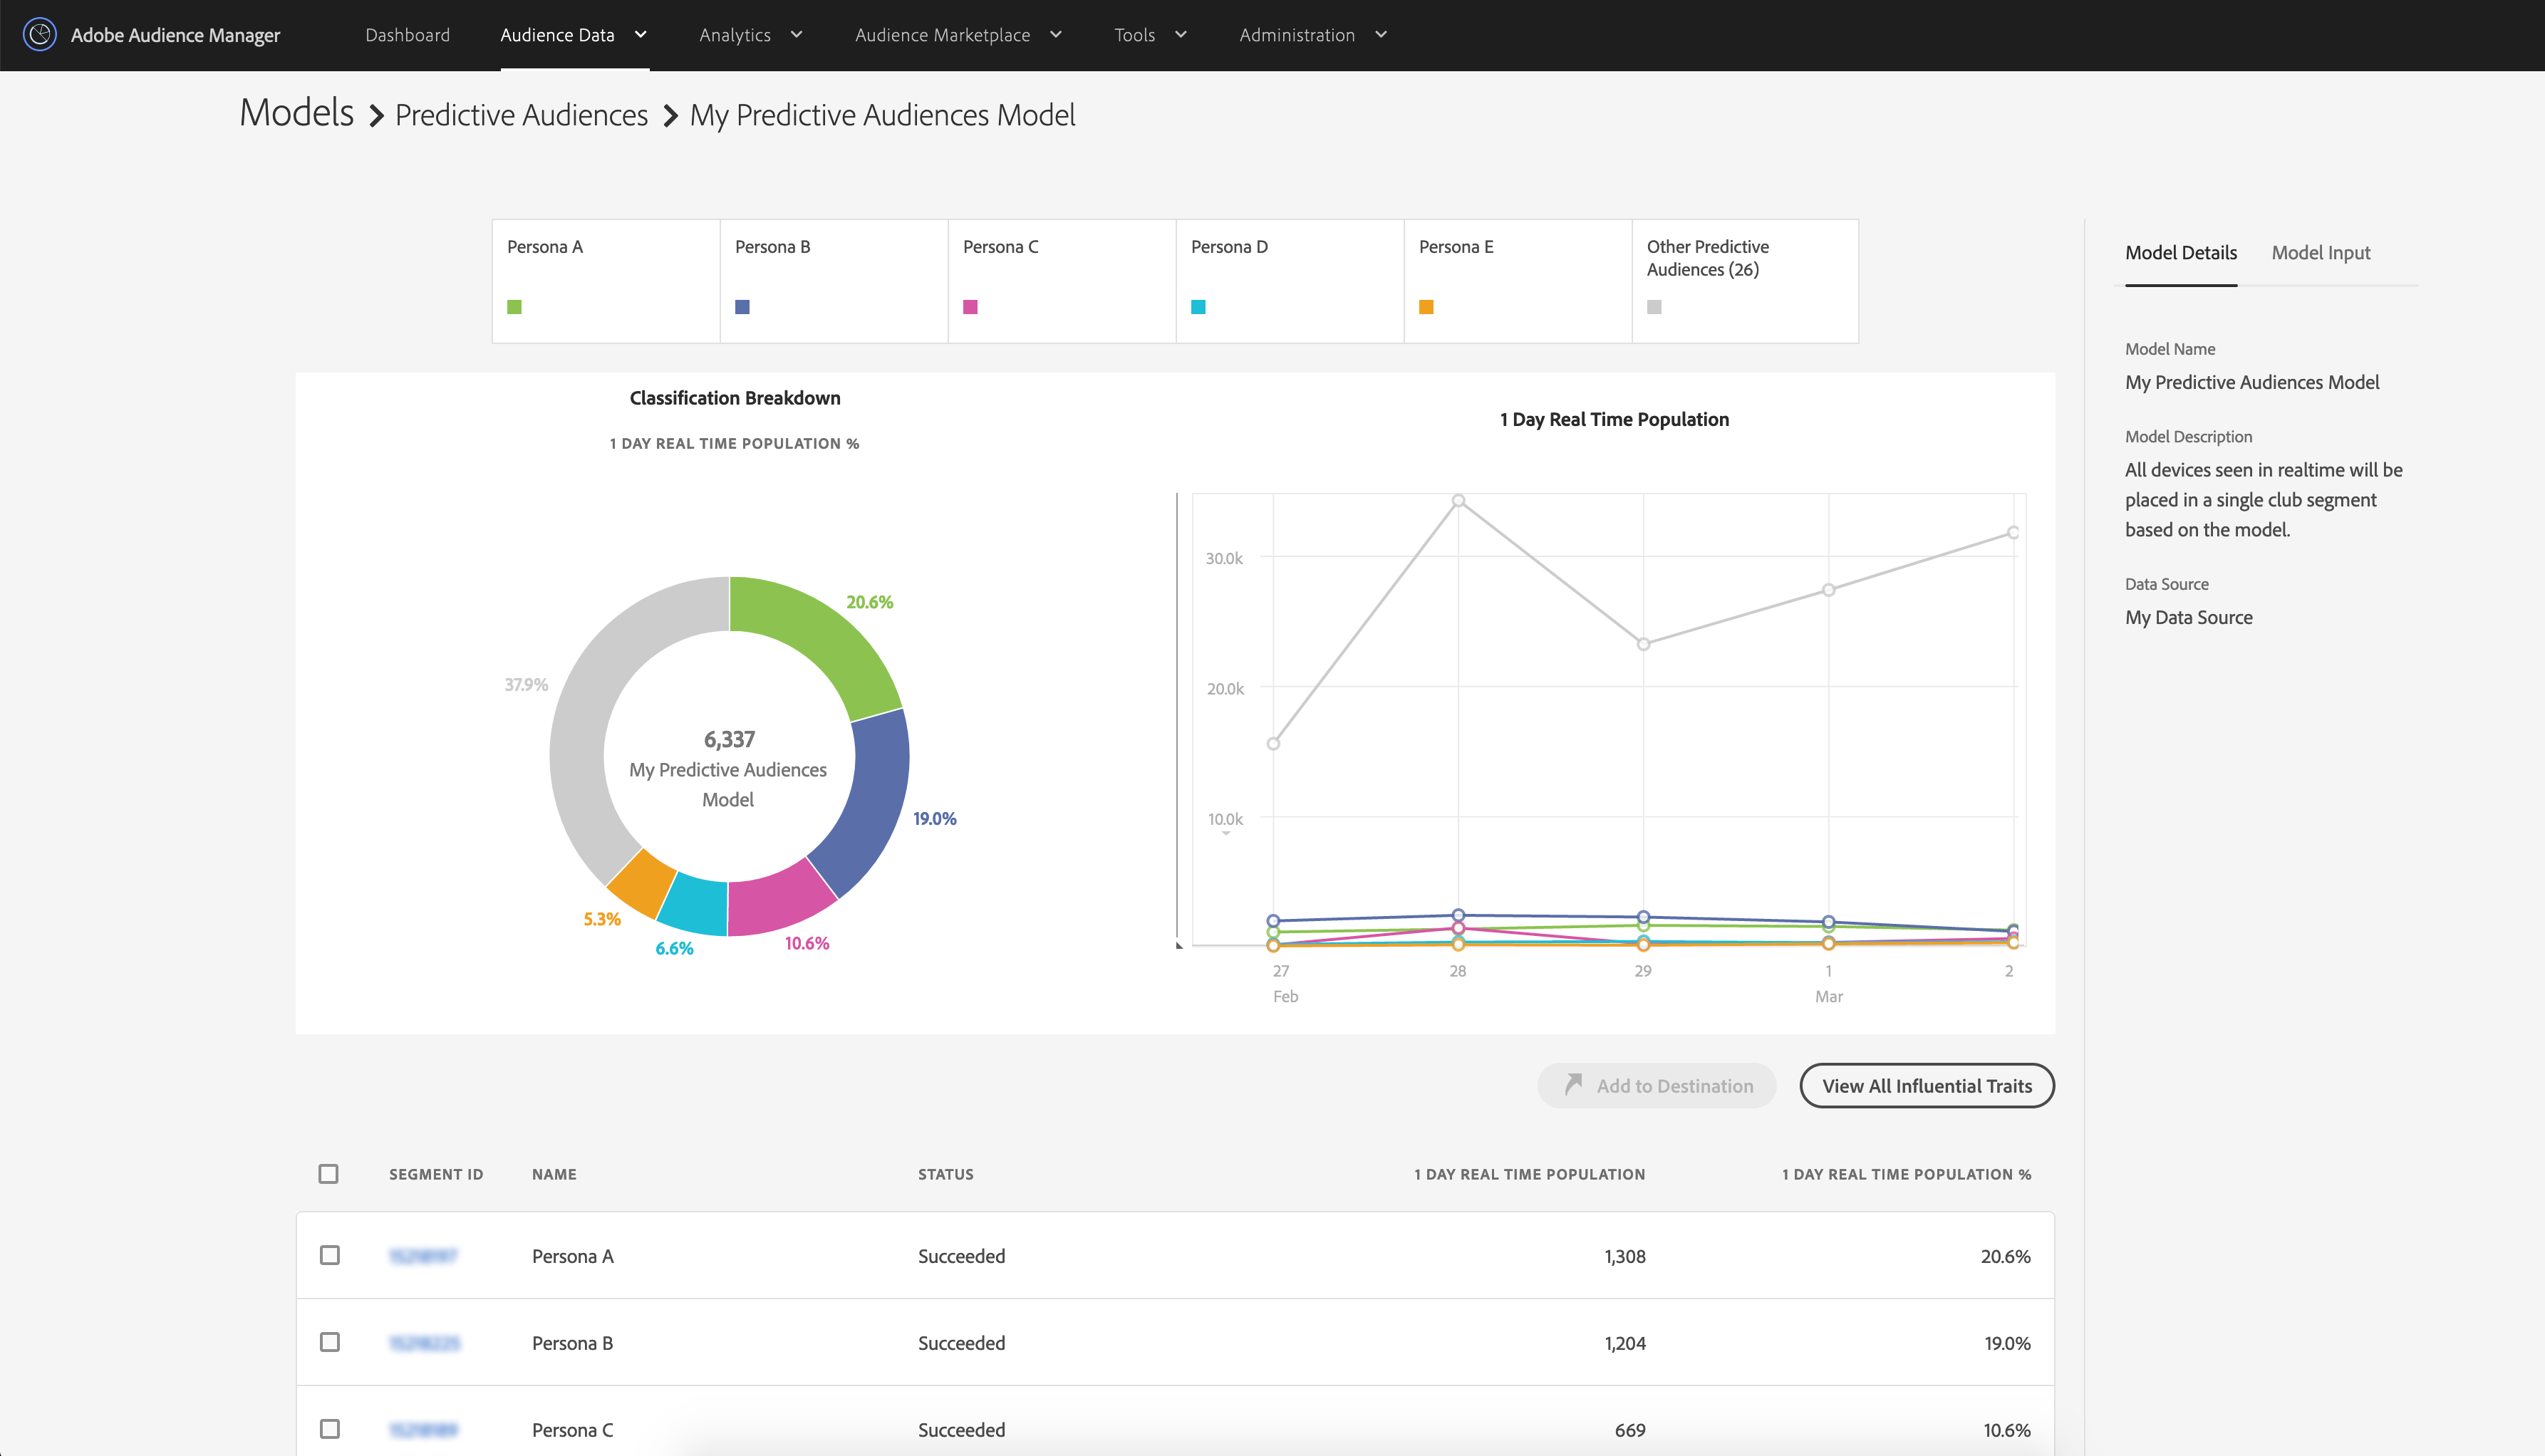 Adobe Audience Manager
Dashboard
Audience Data
Analytics
Audience Marketplace
Tools
Administration
Models > Predictive Audiences > My Predictive Audiences Model
Persona A
Persona B
Persona C
Persona D
Persona E
Other Predictive
Audiences (26)
Classification Breakdown
1 DAY REAL TIME POPULATION %
20.6%
37.9%
6,337
My Predictive Audiences
Model
19.0%
5.3%
10.6%
6.6%
1 Day Real Time Population
30.0k
20.0k
10.0k
27 28 29 1 2
Feb Mar
Model Details
Model Input
Model Name
My Predictive Audiences Model
Model Description
All devices seen in realtime will be
placed in a single club segment
based on the model.
Data Source
My Data Source
Add to Destination
View All Influential Traits
SEGMENT ID NAME STATUS 1 DAY REAL TIME POPULATION 1 DAY REAL TIME POPULATION %
Persona A Succeeded 1,308 20.6%
Persona B Succeeded 1,204 19.0%
Persona C Succeeded 669 10.6%